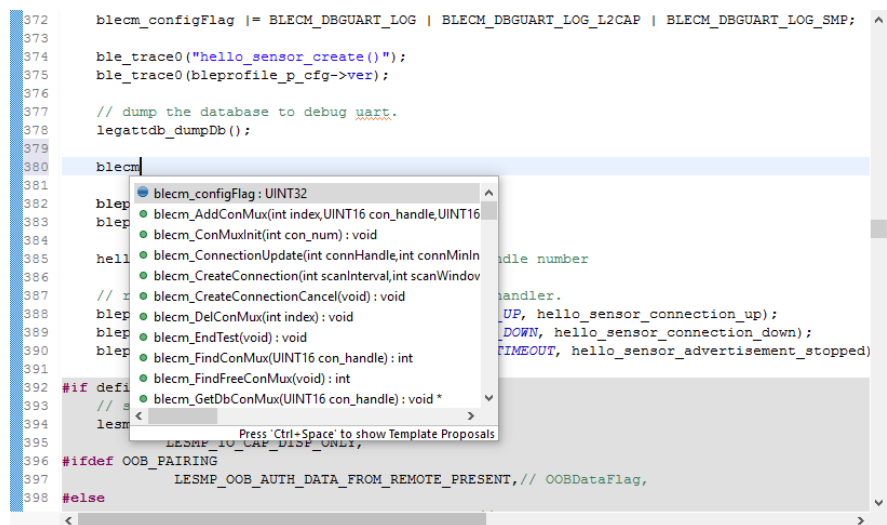 372 blecm_configFlag |= BLECM_DBGUART_LOG | BLECM_DBGUART_LOG_L2CAP | BLECM_DBGUART_LOG_SMP;
373
374 ble_trace0("hello_sensor_create()");
375 ble_trace0(bleprofile_p_cfg->ver);
376
377 // dump the database to debug uart.
378 legattdb_dumpDb();
379
380 blecm
381
blecm_configFlag : UINT32
382 blep
blecm_AddConMux(int index,UINT16 con_handle,UINT16
383 blep
blecm_ConMuxInit(int con_num) : void
384
blecm_ConnectionUpdate(int connHandle,int connMinIn
385 hell
ndle number
blecm_CreateConnection(int scanInterval,int scanWindow
386
blecm_CreateConnectionCancel(void) : void
387 // r
andler.
blecm_DelConMux(int index) : void
388 blep
UP, hello_sensor_connection_up);
blecm_EndTest(void) : void
389 blep
DOWN, hello_sensor_connection_down);
blecm_FindConMux(UINT16 con_handle) : int
390 blep
TIMEOUT, hello_sensor_advertisement_stopped)
blecm_FindFreeConMux(void) : int
391
blecm_GetDbConMux(UINT16 con_handle) : void *
392 #if defi
393 // s
394 lesm
Press 'Ctrl+Space' to show Template Proposals
395 LESMP_IO_CAP_DISP_ONLY,
396 #ifdef OOB_PAIRING
397 LESMP_OOB_AUTH_DATA_FROM_REMOTE_PRESENT,// OOBDataFlag,
398 #else